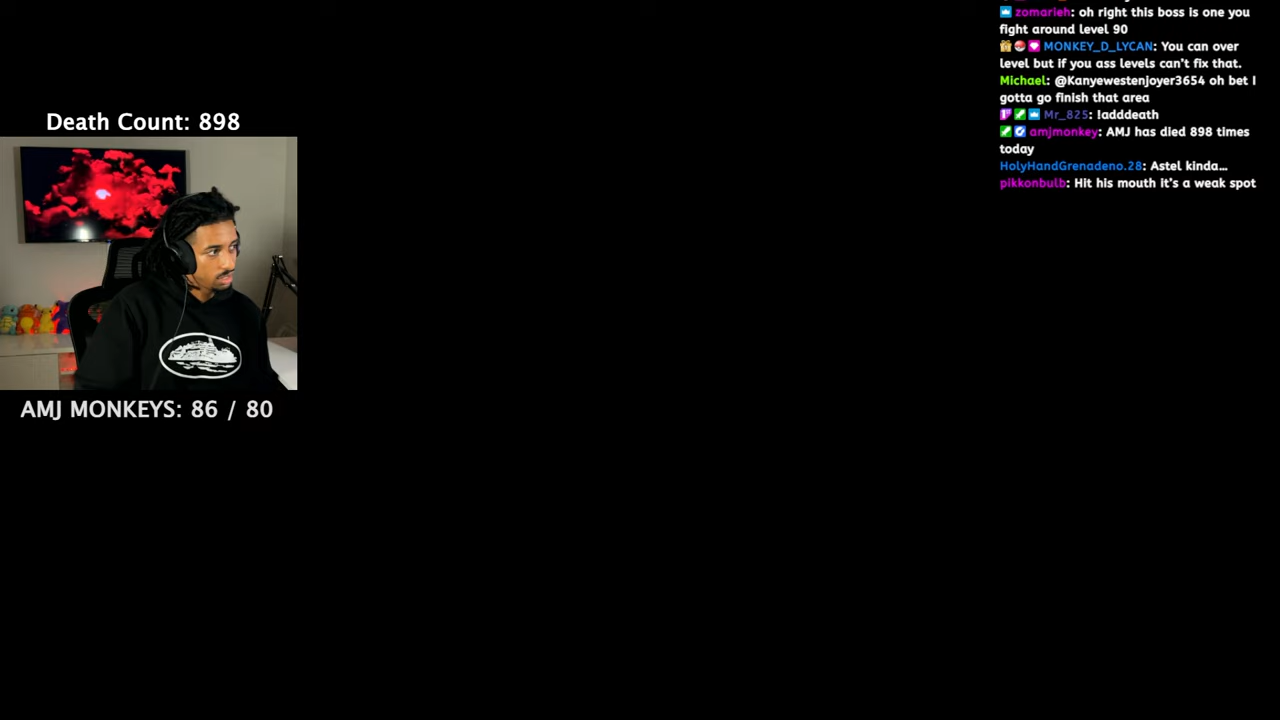 zomarieh: oh right this boss is one you
fight around level 90
MONKEY_D_LYCAN: You can over
level but if you ass levels can't fix that.
Michael: @Kanyewestenjoyer3654 oh bet I
gotta go finish that area
Mr_825: !adddeath
amjmonkey: AMJ has died 898 times
today
HolyHandGrenadeno.28: Astel kinda...
pikkonbulb: Hit his mouth it's a weak spot
Death Count: 898
AMJ MONKEYS: 86 / 80